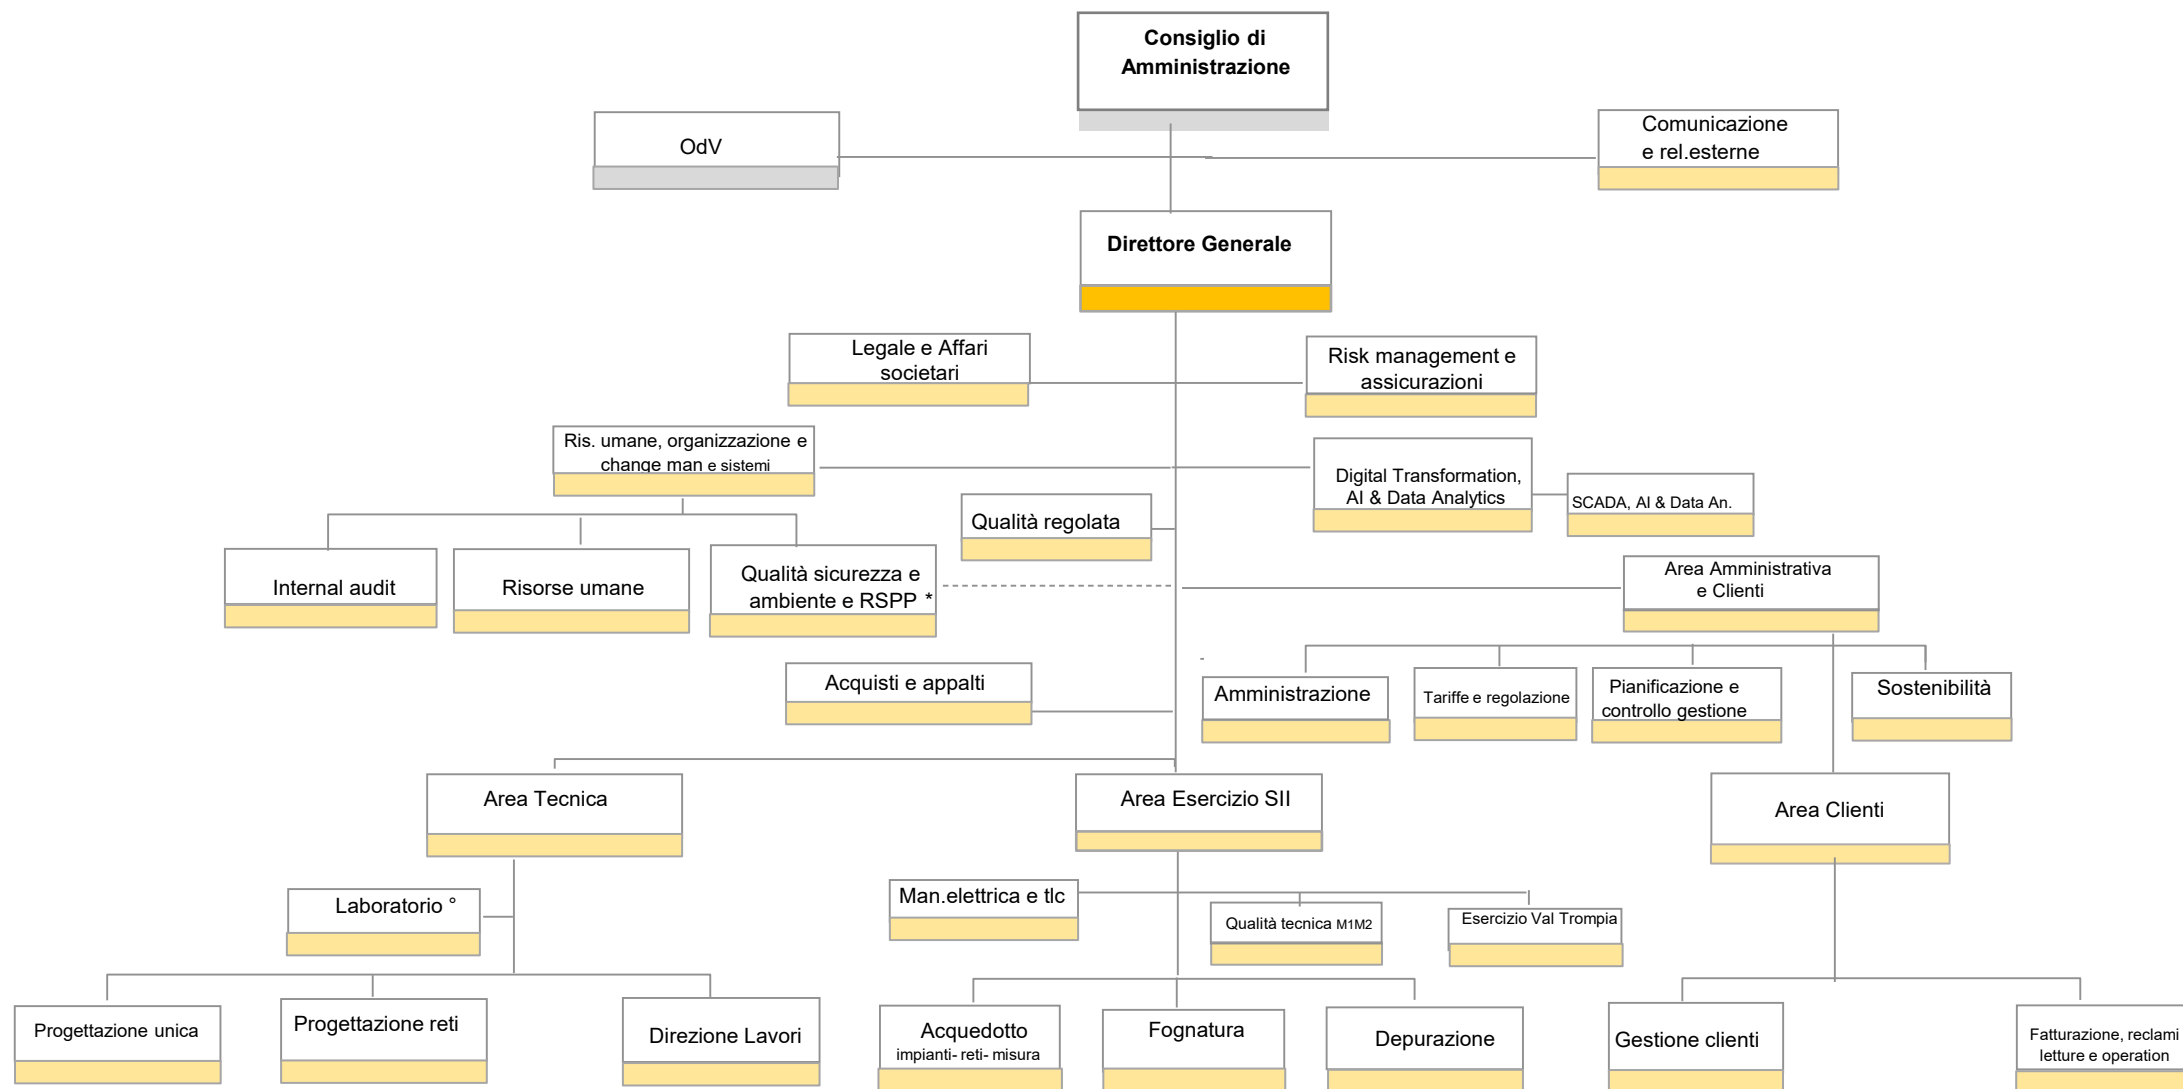 Consiglio di
Amministrazione
OdV
Comunicazione
e rel.esterne
Direttore Generale
Legale e Affari
societari
Risk management e
assicurazioni
Ris. umane, organizzazione e
change man e sistemi
Digital Transformation,
AI & Data Analytics
SCADA, AI & Data An.
Qualità regolata
Internal audit
Risorse umane
Qualità sicurezza e
ambiente e RSPP *
Area Amministrativa
e Clienti
Acquisti e appalti
Amministrazione
Tariffe e regolazione
Pianificazione e
controllo gestione
Sostenibilità
Area Tecnica
Area Esercizio SII
Area Clienti
Laboratorio °
Man.elettrica e tlc
Qualità tecnica M1M2
Esercizio Val Trompia
Progettazione unica
Progettazione reti
Direzione Lavori
Acquedotto
impianti- reti- misura
Fognatura
Depurazione
Gestione clienti
Fatturazione, reclami
letture e operation